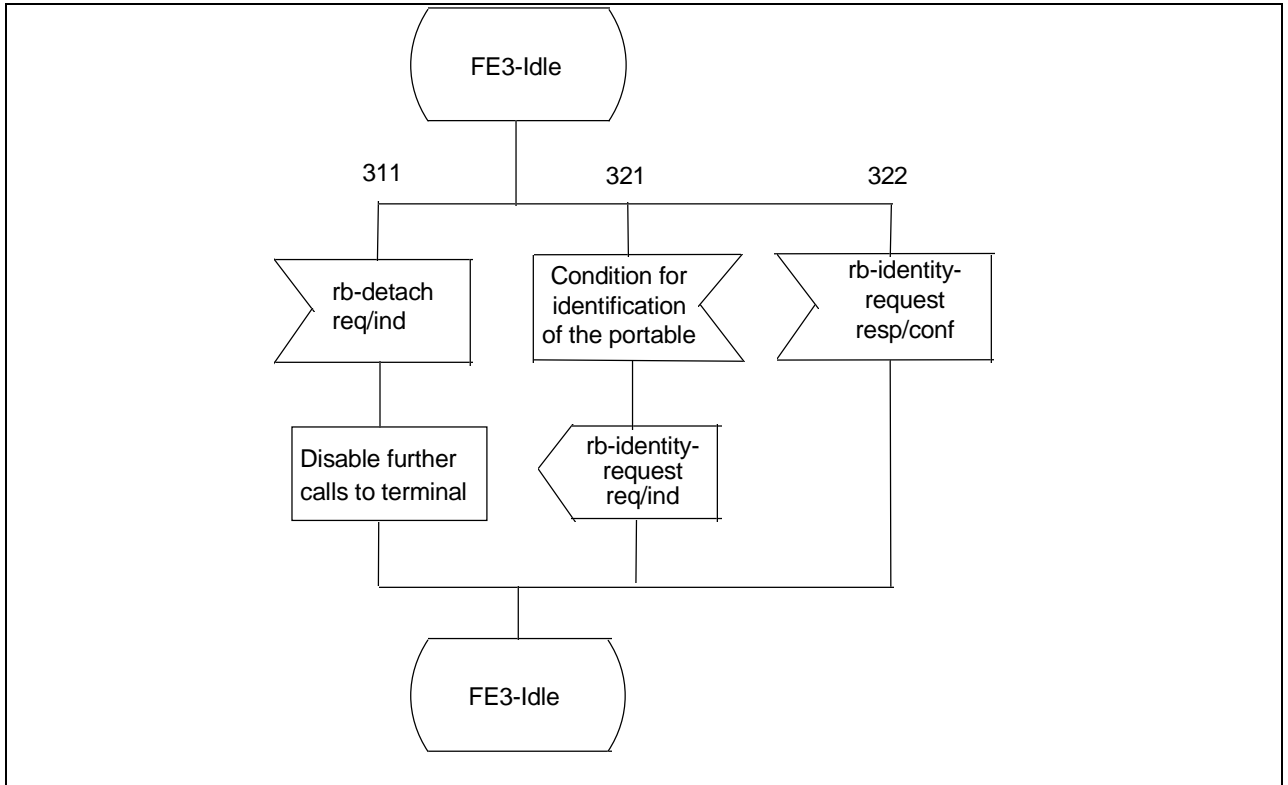 FE3-Idle
311
321
322
rb-detach
req/ind
Condition for
identification
of the portable
rb-identity-
request
resp/conf
Disable further
calls to terminal
rb-identity-
request
req/ind
FE3-Idle